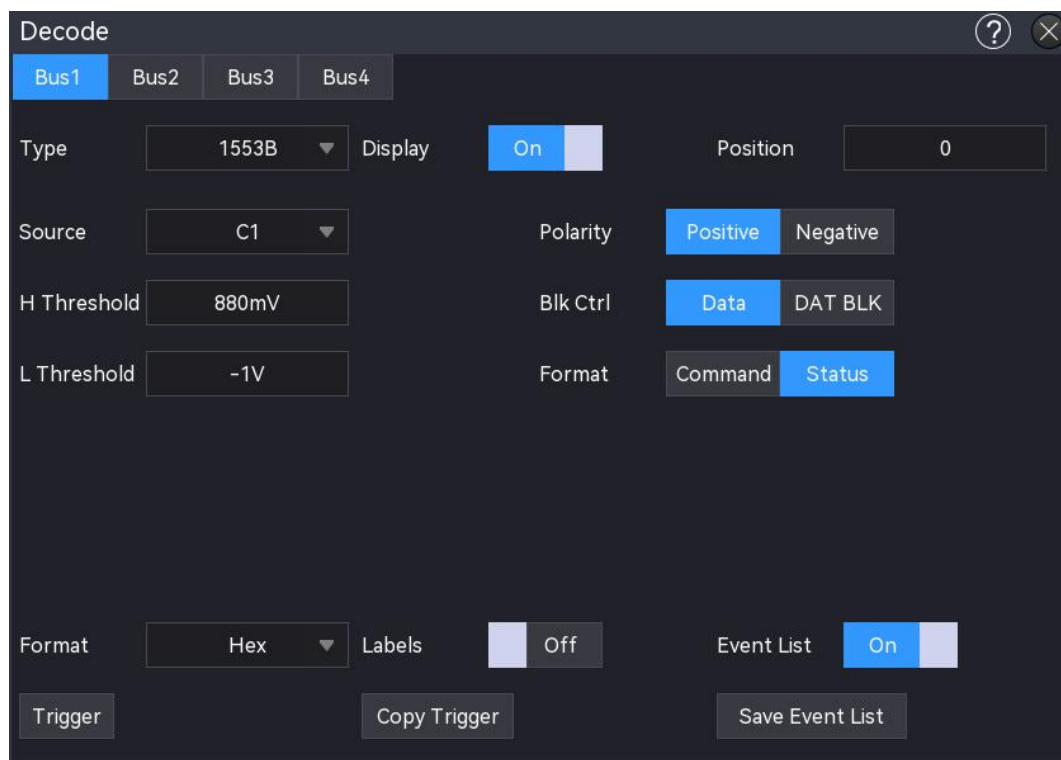 Decode ?
Bus1 Bus2 Bus3 Bus4
Type 1553B Display On Position 0
Source C1 Polarity Positive Negative
H Threshold 880mV Blk Ctrl Data DAT BLK
L Threshold -1V Format Command Status
Format Hex Labels Off Event List On
Trigger Copy Trigger Save Event List